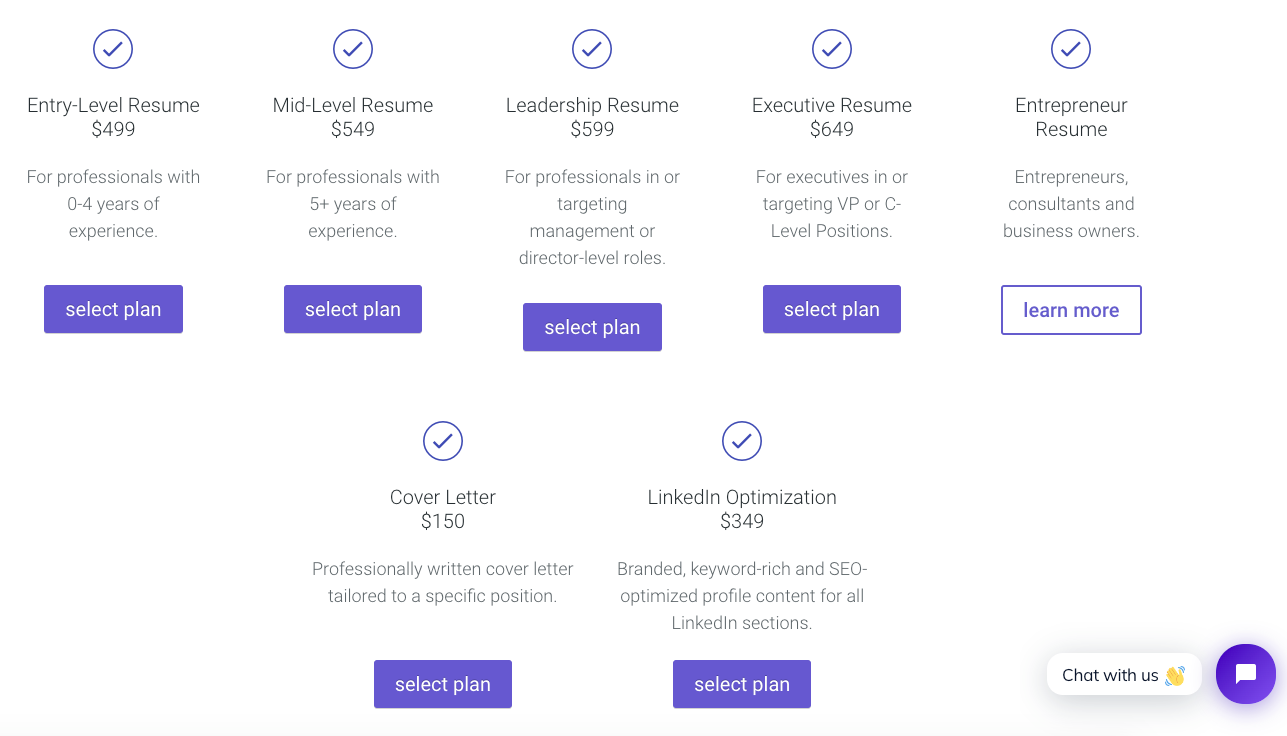 Entry-Level Resume
$499
For professionals with
0-4 years of
experience.
select plan
Mid-Level Resume
$549
For professionals with
5+ years of
experience.
select plan
Leadership Resume
$599
For professionals in or
targeting
management or
director-level roles.
select plan
Executive Resume
$649
For executives in or
targeting VP or C-
Level Positions.
select plan
Entrepreneur
Resume
Entrepreneurs,
consultants and
business owners.
learn more
Cover Letter
$150
Professionally written cover letter
tailored to a specific position.
select plan
LinkedIn Optimization
$349
Branded, keyword-rich and SEO-
optimized profile content for all
LinkedIn sections.
select plan
Chat with us 👋